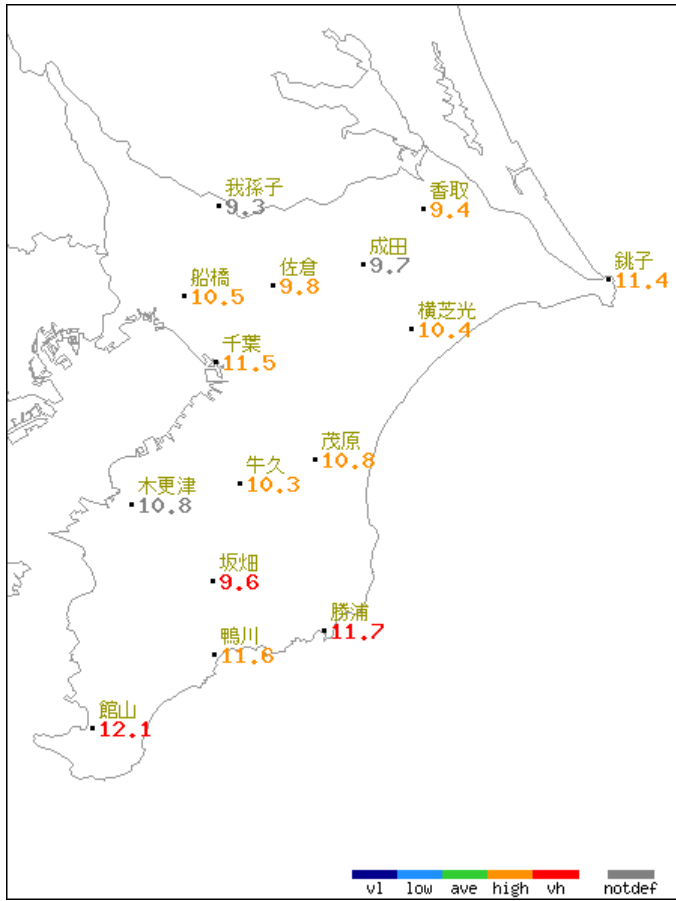 我孫子
9.3
香取
9.4
成田
9.7
銚子
11.4
船橋
10.5
佐倉
9.8
横芝光
10.4
千葉
11.5
茂原
10.8
牛久
10.3
木更津
10.8
坂畑
9.6
勝浦
11.7
鴨川
11.6
館山
12.1
vl low ave high vh notdef